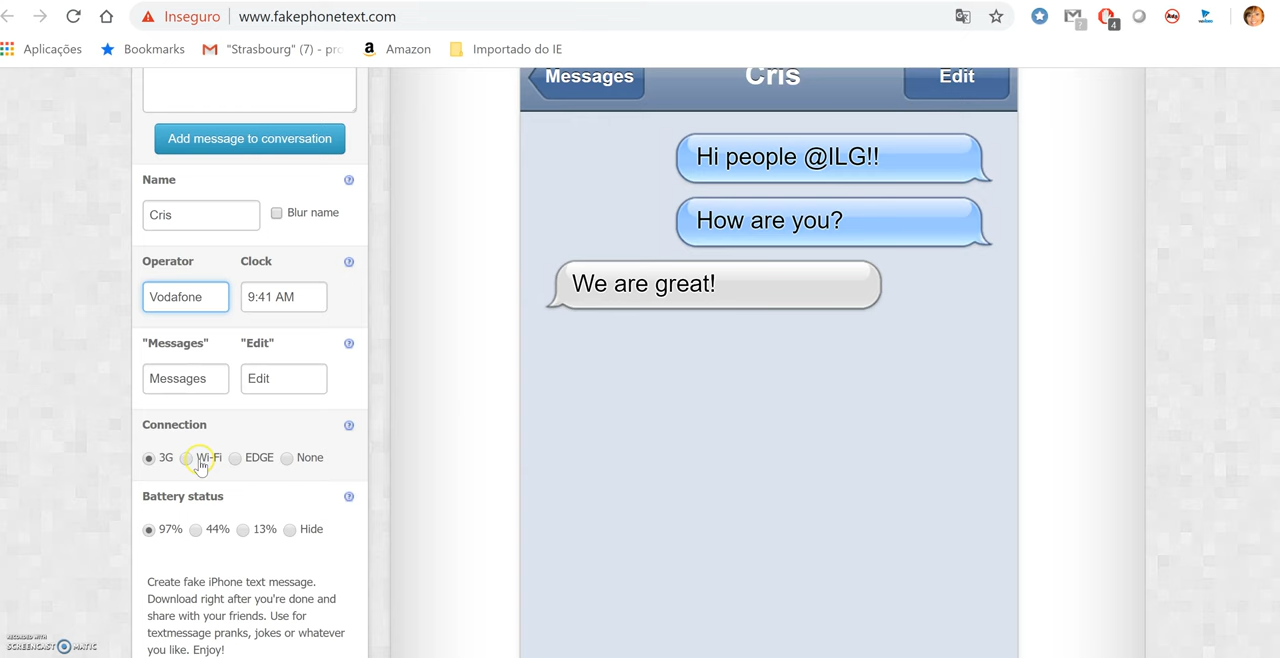 Inseguro www.fakephonetext.com
Aplicações Bookmarks "Strasbourg" (7) - pro Amazon Importado do IE
Messages Cris Edit
Add message to conversation
Name
Cris Blur name
Operator Clock
Vodafone 9:41 AM
"Messages" "Edit"
Messages Edit
Connection
3G Wi-Fi EDGE None
Battery status
97% 44% 13% Hide
Create fake iPhone text message.
Download right after you're done and
share with your friends. Use for
textmessage pranks, jokes or whatever
you like. Enjoy!
Hi people @ILG!!
How are you?
We are great!
RECORDED WITH
SCREENCAST MATIC